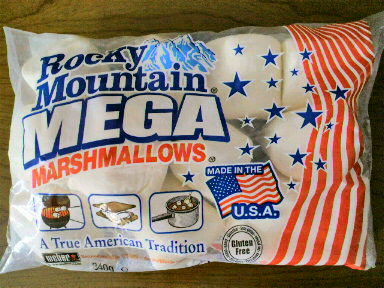 Rocky
Mountain®
MEGA
MARSHMALLOWS®
MADE IN THE
U.S.A.
A True American Tradition
Gluten
Free
weber
340g